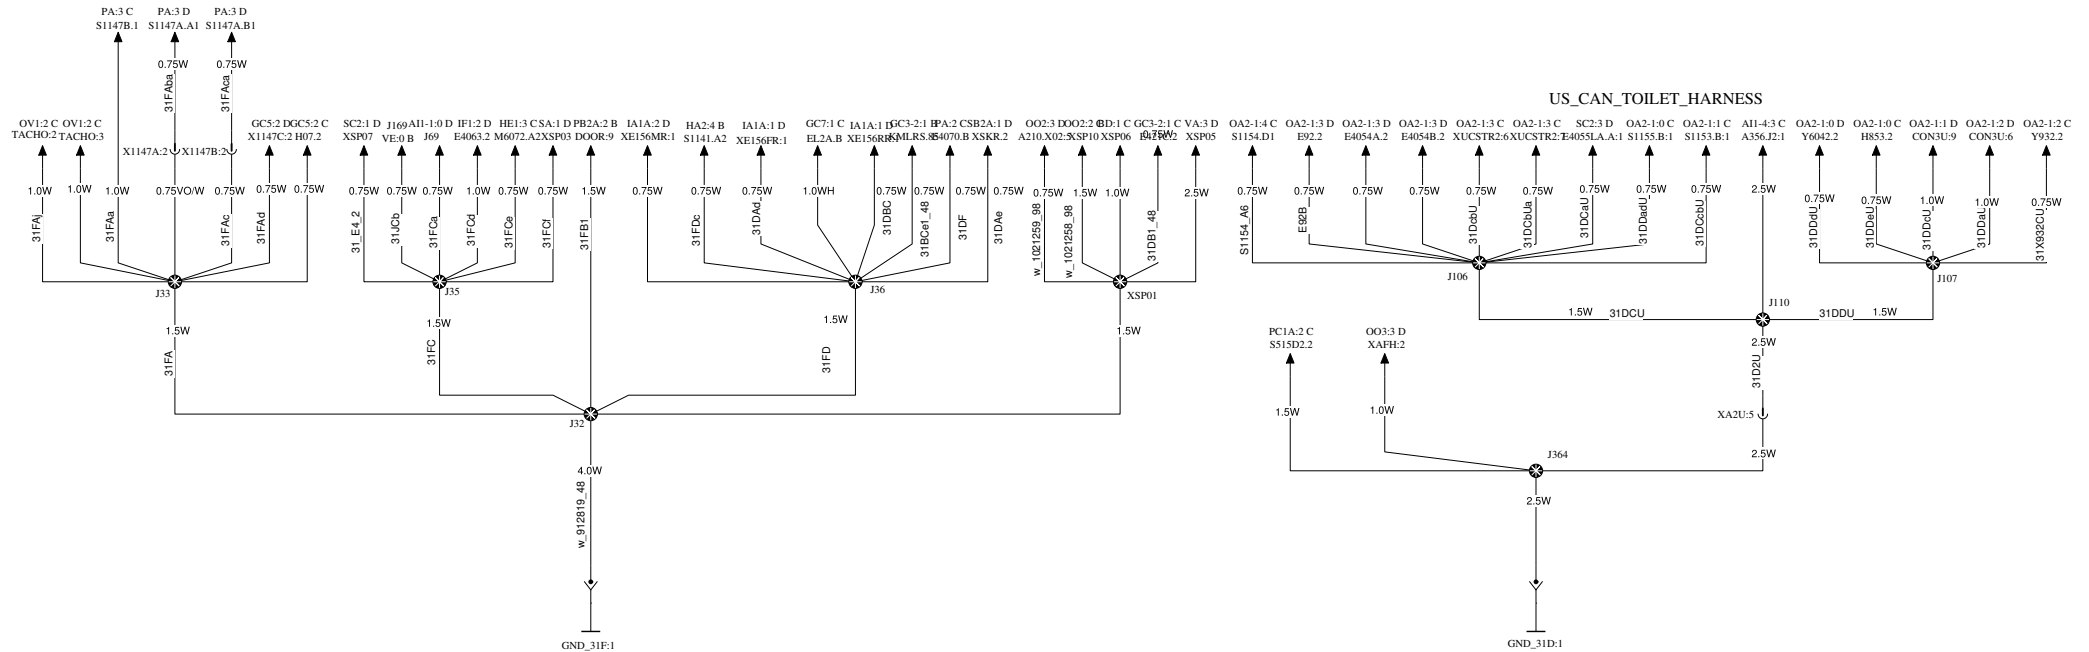 PA:3 C PA:3 D PA:3 D
S1147B.1 S1147A.A1 S1147A.B1
0.75W 0.75W
31FAba 31FAca
US_CAN_TOILET_HARNESS
OV1:2 C OV1:2 C GC5:2 D GC5:2 C SC2:1 D J169 AI1-1:0 D IF1:2 D HE1:3 C SA:1 D PB2A:2 B IA1A:2 D HA2:4 B IA1A:1 D GC7:1 C IA1A:1 D GC3-2:1 B PA:2 C SB2A:1 D OO2:3 D OO2:2 C BD:1 C GC3-2:1 C VA:3 D OA2-1:4 C OA2-1:3 D OA2-1:3 D OA2-1:3 D OA2-1:3 C OA2-1:3 C SC2:3 D OA2-1:0 C OA2-1:1 C AI1-4:3 C OA2-1:0 D OA2-1:0 C OA2-1:1 D OA2-1:2 D OA2-1:2 C
TACHO:2 TACHO:3 X1147C:2 H07.2 XSP07 VE:0 B J69 E4063.2 M6072.A2 XSP03 DOOR:9 XE156MR:1 S1141.A2 XE156FR:1 EL2A.B XE156RR:1 XSKR.2 A210.X02:5 XSP10 XSP06 0.75W XSP05 S1154.D1 E92.2 E4054A.2 E4054B.2 XUCSTR2:6 XUCSTR2:7 E4055LA.A:1 S1155.B:1 S1153.B:1 A356.J2:1 Y6042.2 H853.2 CON3U:9 CON3U:6 Y932.2
X1147A:2 X1147B:2
1.0W 1.0W 1.0W 0.75VO/W 0.75W 0.75W 0.75W 0.75W 0.75W 0.75W 1.0W 0.75W 0.75W 1.5W 0.75W 0.75W 0.75W 1.0WH 0.75W 0.75W 0.75W 0.75W 0.75W 1.5W 1.0W 2.5W 0.75W 0.75W 0.75W 0.75W 0.75W 0.75W 0.75W 0.75W 0.75W 2.5W 0.75W 0.75W 1.0W 1.0W 0.75W
31FAj 31FAa 31FAc 31FAd 31_E4_2 31JCb 31FCa 31FCd 31FCe 31FCf 31FB1 31FDc 31DAd 31DBC 31BCe1_48 31DF 31DAe w_1021259_98 w_1021258_98 31DB1_48 S1154_A6 E92B 31DcbU 31DCbUa 31DCaU 31DadU 31DCcbU 31DDdU 31DDeU 31DDcU 31DDaU 31X932CU
J33 J35 J36 XSP01 J106 J107
1.5W 1.5W 1.5W 1.5W
31FA 31FC 31FD
J110
1.5W 31DCU 31DDU 1.5W
2.5W
31D2U
PC1A:2 C OO3:3 D
S515D2.2 XAFH:2
1.5W 1.0W
XA2U:5
J32
2.5W
J364
4.0W
w_912819_48
2.5W
GND_31F:1 GND_31D:1